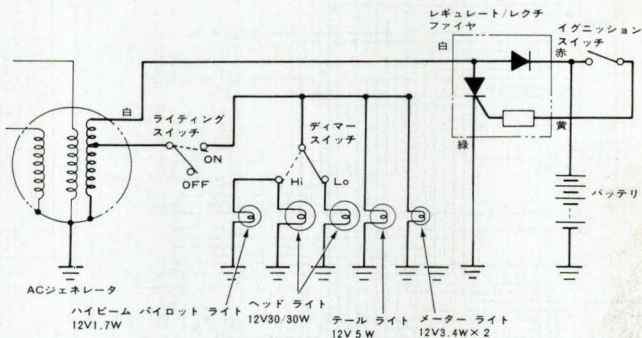 レギュレート/レクチ
ファイヤ
イグニッション
スイッチ
白
赤
白
ライティング
スイッチ
ON
OFF
ディマー
スイッチ
Hi
Lo
黄
緑
バッテリ
ACジェネレータ
ハイビーム パイロット ライト
12V1.7W
ヘッド ライト
12V30/30W
テール ライト
12V 5 W
メーター ライト
12V3.4W×2